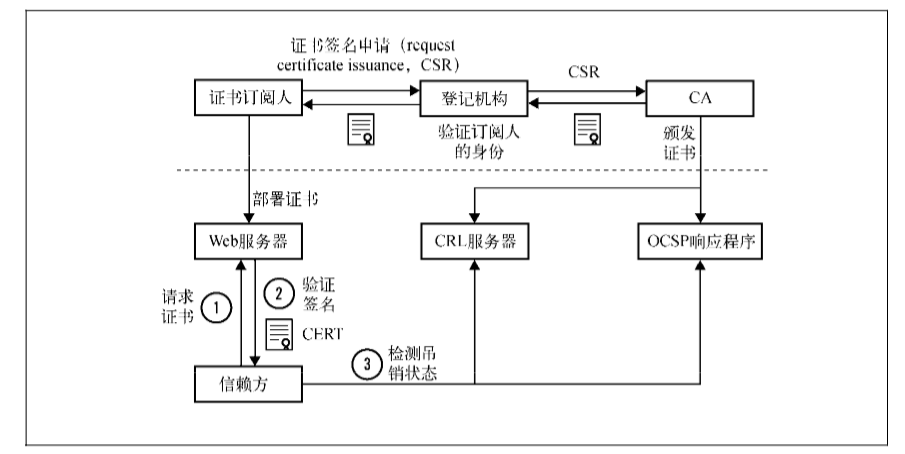 证书签名申请（request
certificate issuance，CSR）
CSR
证书订阅人
登记机构
CA
验证订阅人
的身份
颁发
证书
部署证书
Web服务器
CRL服务器
OCSP响应程序
请求
证书
1
2
验证
签名
CERT
3
检测吊
销状态
信赖方